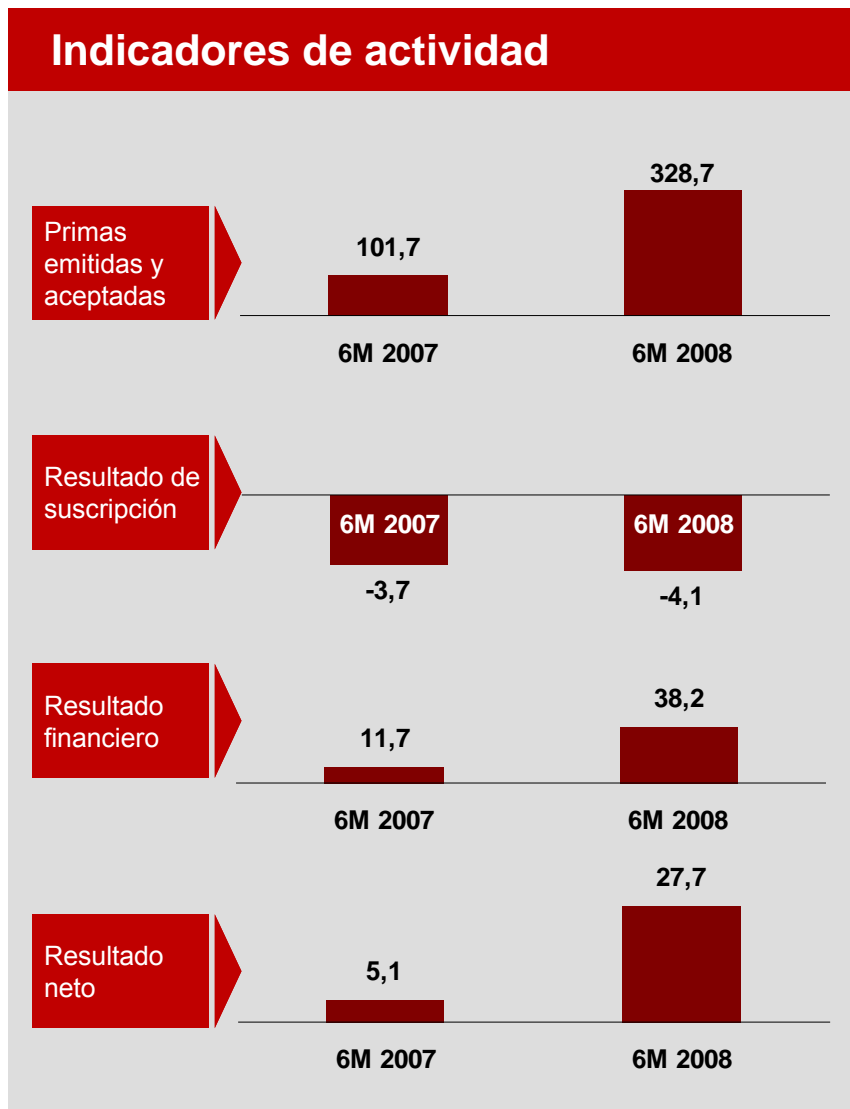 Indicadores de actividad
Primas
emitidas y
aceptadas
101,7
328,7
6M 2007
6M 2008
Resultado de
suscripción
6M 2007
6M 2008
-3,7
-4,1
Resultado
financiero
11,7
38,2
6M 2007
6M 2008
Resultado
neto
5,1
27,7
6M 2007
6M 2008